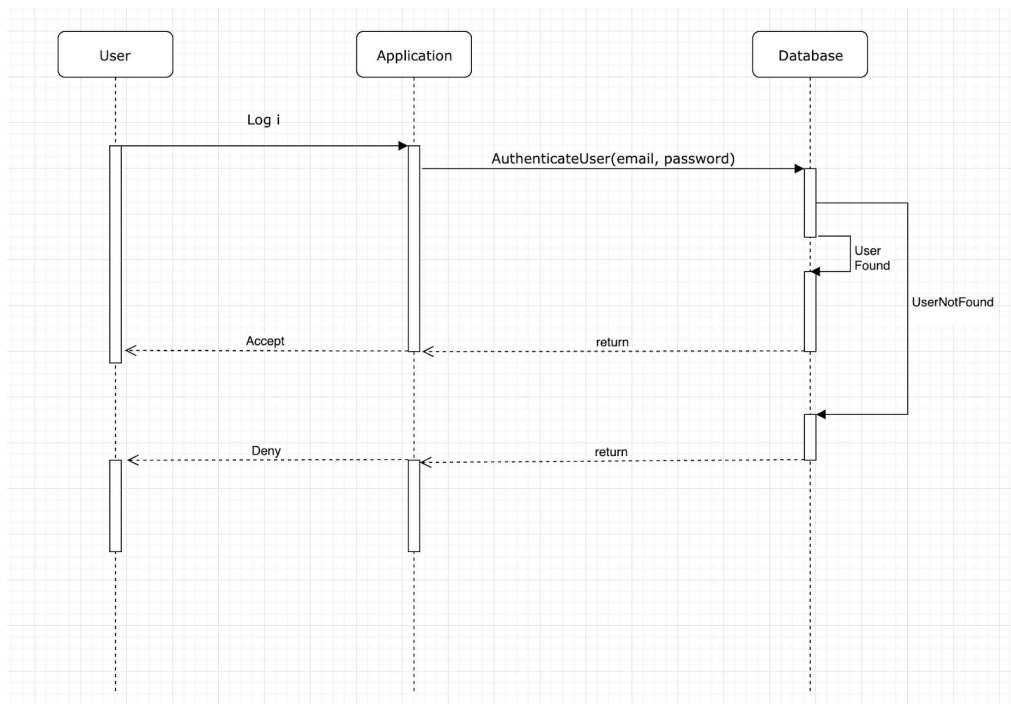 User
Application
Database
Log i
AuthenticateUser(email, password)
User
Found
UserNotFound
Accept
return
Deny
return